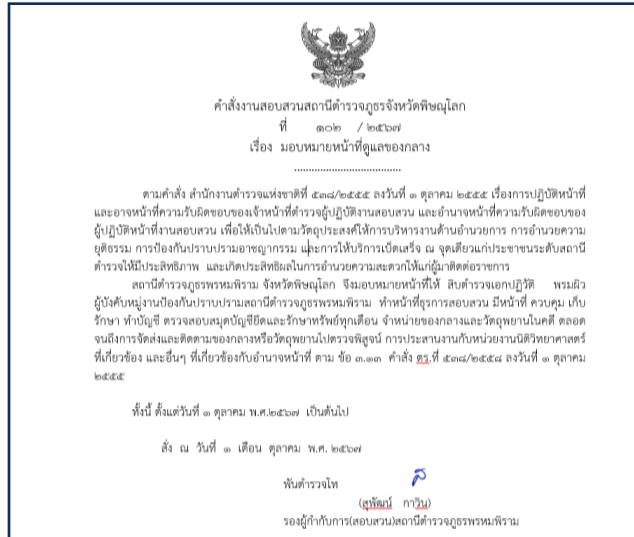 คำสั่งงานสอบสวนสถานีตำรวจภูธรจังหวัดพิษณุโลก
ที่ ๑๐๒ / ๒๕๖๗
เรื่อง มอบหมายหน้าที่ดูแลของกลาง
....................................
ตามคำสั่ง สำนักงานตำรวจแห่งชาติที่ ๕๓๘/๒๕๕๕ ลงวันที่ ๑ ตุลาคม ๒๕๕๕ เรื่องการปฏิบัติหน้าที่
และอาจหน้าที่ความรับผิดชอบของเจ้าหน้าที่ตำรวจผู้ปฏิบัติงานสอบสวน และอำนาจหน้าที่ความรับผิดชอบของ
ผู้ปฏิบัติหน้าที่งานสอบสวน เพื่อให้เป็นไปตามวัตถุประสงค์ให้การบริหารงานด้านอำนวยการ การอำนวยความ
ยุติธรรม การป้องกันปราบปรามอาชญากรรม และการให้บริการเบ็ดเสร็จ ณ จุดเดียวแก่ประชาชนระดับสถานี
ตำรวจให้มีประสิทธิภาพ และเกิดประสิทธิผลในการอำนวยความสะดวกให้แก่ผู้มาติดต่อราชการ
สถานีตำรวจภูธรพรหมพิราม จังหวัดพิษณุโลก จึงมอบหมายหน้าที่ให้ สิบตำรวจเอกปฏิวัติ พรมผิว
ผู้บังคับหมู่งานป้องกันปราบปรามสถานีตำรวจภูธรพรหมพิราม ทำหน้าที่ธุรการสอบสวน มีหน้าที่ ควบคุม เก็บ
รักษา ทำบัญชี ตรวจสอบสมุดบัญชียึดและรักษาทรัพย์ทุกเดือน จำหน่ายของกลางและวัตถุพยานในคดี ตลอด
จนถึงการจัดส่งและติดตามของกลางหรือวัตถุพยานไปตรวจพิสูจน์ การประสานงานกับหน่วยงานนิติวิทยาศาสตร์
ที่เกี่ยวข้อง และอื่นๆ ที่เกี่ยวข้องกับอำนาจหน้าที่ ตาม ข้อ ๓.๑๓ คำสั่ง ตร.ที่ ๕๓๘/๒๕๕๘ ลงวันที่ ๑ ตุลาคม
๒๕๕๕
ทั้งนี้ ตั้งแต่วันที่ ๑ ตุลาคม พ.ศ.๒๕๖๗ เป็นต้นไป
สั่ง ณ วันที่ ๑ เดือน ตุลาคม พ.ศ. ๒๕๖๗
พันตำรวจโท
(สุพัฒน์ กาวิน)
รองผู้กำกับการ(สอบสวน)สถานีตำรวจภูธรพรหมพิราม